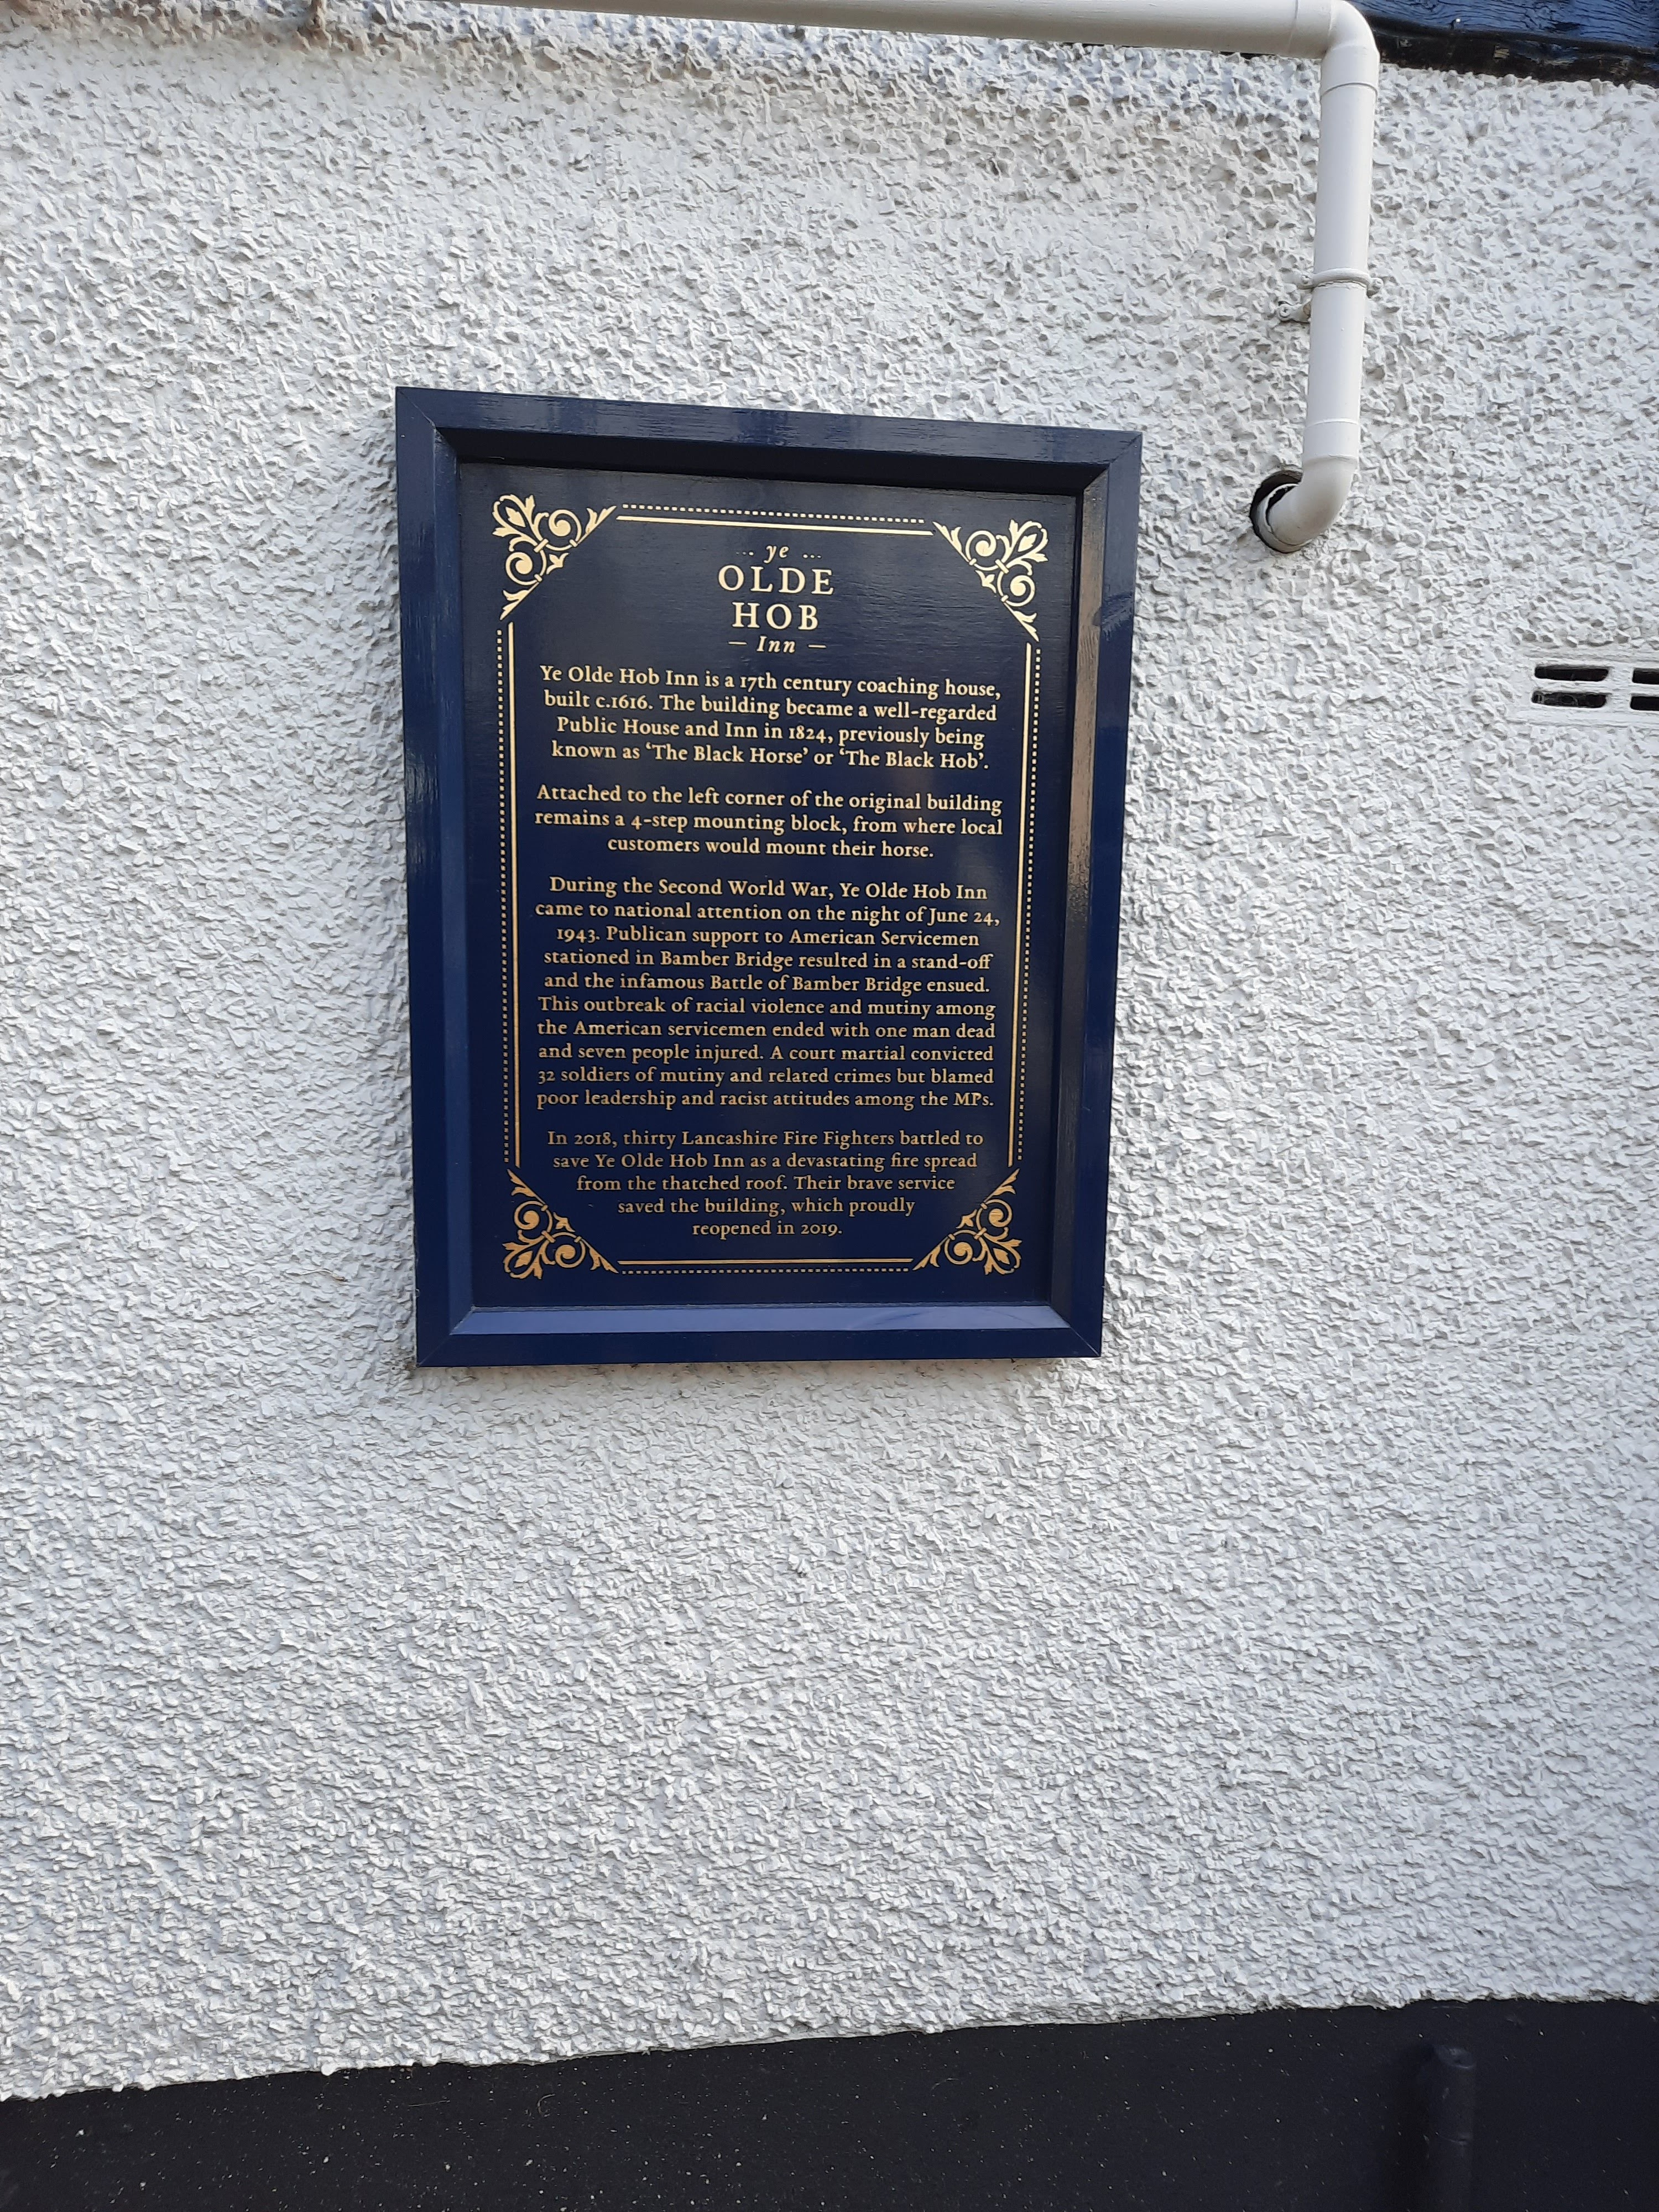 ... ye ...
OLDE
HOB
— Inn —
Ye Olde Hob Inn is a 17th century coaching house,
built c.1616. The building became a well-regarded
Public House and Inn in 1824, previously being
known as ‘The Black Horse’ or ‘The Black Hob’.
Attached to the left corner of the original building
remains a 4-step mounting block, from where local
customers would mount their horse.
During the Second World War, Ye Olde Hob Inn
came to national attention on the night of June 24,
1943. Publican support to American Servicemen
stationed in Bamber Bridge resulted in a stand-off
and the infamous Battle of Bamber Bridge ensued.
This outbreak of racial violence and mutiny among
the American servicemen ended with one man dead
and seven people injured. A court martial convicted
32 soldiers of mutiny and related crimes but blamed
poor leadership and racist attitudes among the MPs.
In 2018, thirty Lancashire Fire Fighters battled to
save Ye Olde Hob Inn as a devastating fire spread
from the thatched roof. Their brave service
saved the building, which proudly
reopened in 2019.